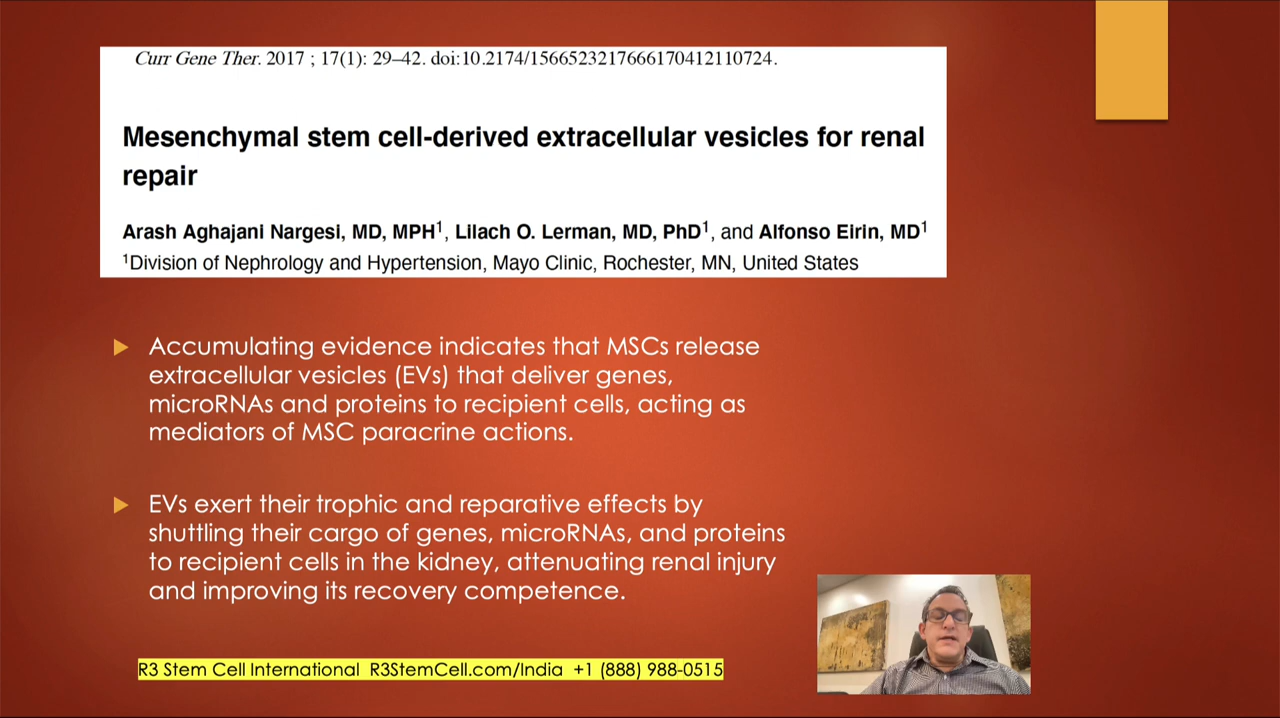 Curr Gene Ther. 2017 ; 17(1): 29–42. doi:10.2174/1566523217666170412110724.
Mesenchymal stem cell-derived extracellular vesicles for renal
repair
Arash Aghajani Nargesi, MD, MPH1, Lilach O. Lerman, MD, PhD1, and Alfonso Eirin, MD1
1Division of Nephrology and Hypertension, Mayo Clinic, Rochester, MN, United States
Accumulating evidence indicates that MSCs release
extracellular vesicles (EVs) that deliver genes,
microRNAs and proteins to recipient cells, acting as
mediators of MSC paracrine actions.
EVs exert their trophic and reparative effects by
shuttling their cargo of genes, microRNAs, and proteins
to recipient cells in the kidney, attenuating renal injury
and improving its recovery competence.
R3 Stem Cell International R3StemCell.com/India +1 (888) 988-0515